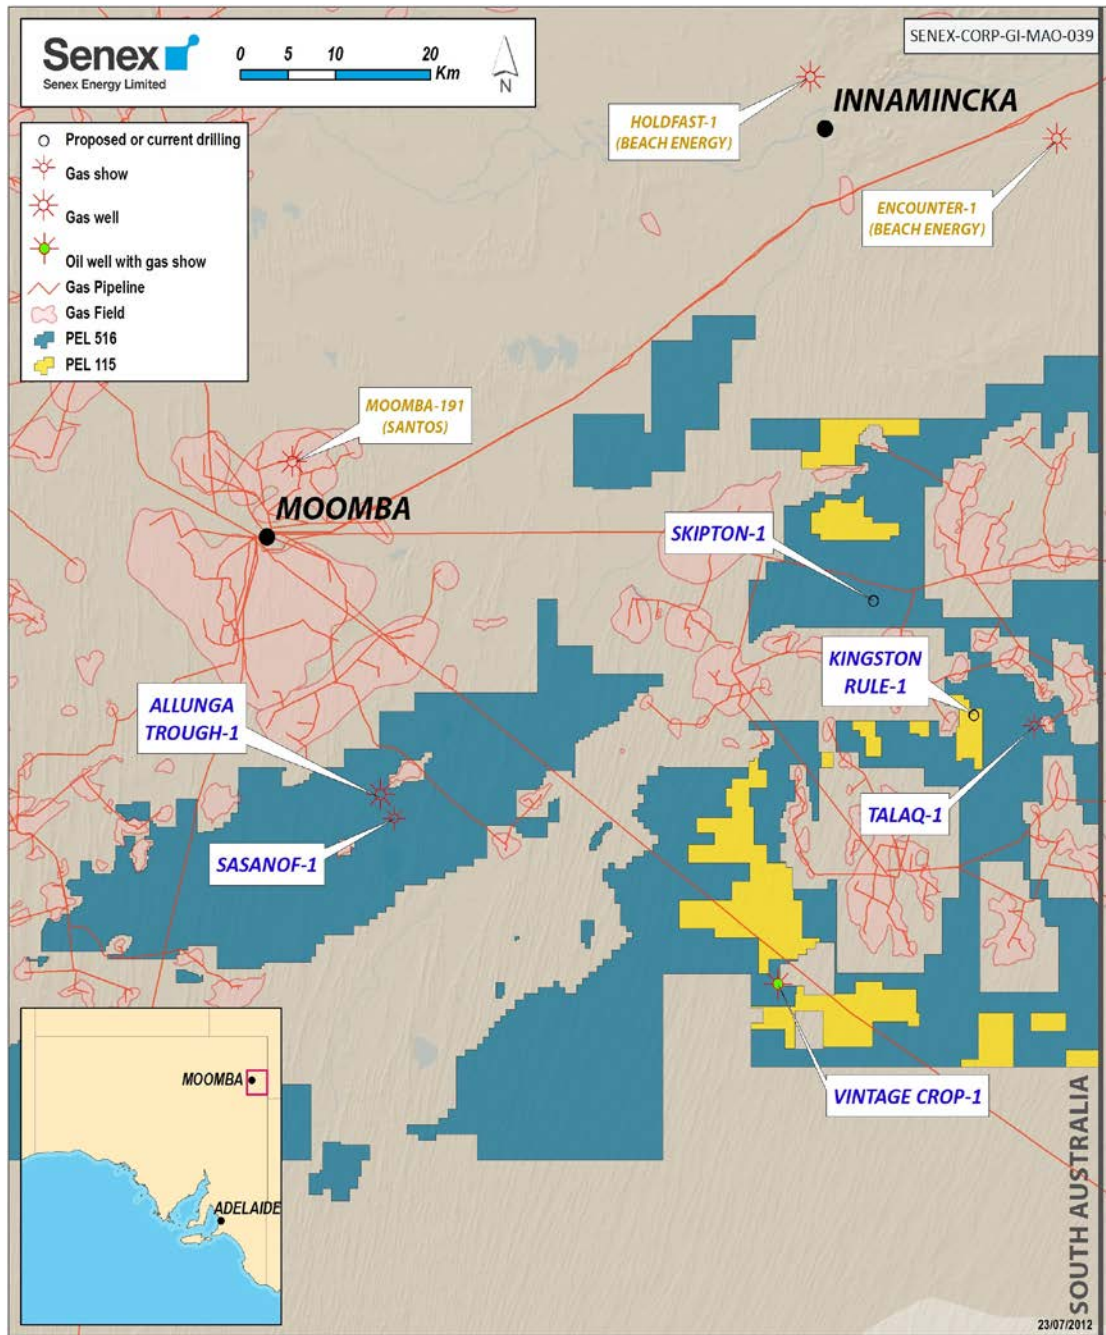 Senex
Senex Energy Limited
0 5 10 20
Km
N
SENEX-CORP-GI-MAO-039
Proposed or current drilling
Gas show
Gas well
Oil well with gas show
Gas Pipeline
Gas Field
PEL 516
PEL 115
HOLDFAST-1
(BEACH ENERGY)
INNAMINCKA
ENCOUNTER-1
(BEACH ENERGY)
MOOMBA-191
(SANTOS)
MOOMBA
SKIPTON-1
KINGSTON
RULE-1
ALLUNGA
TROUGH-1
TALAQ-1
SASANOF-1
VINTAGE CROP-1
MOOMBA
ADELAIDE
SOUTH AUSTRALIA
23/07/2012